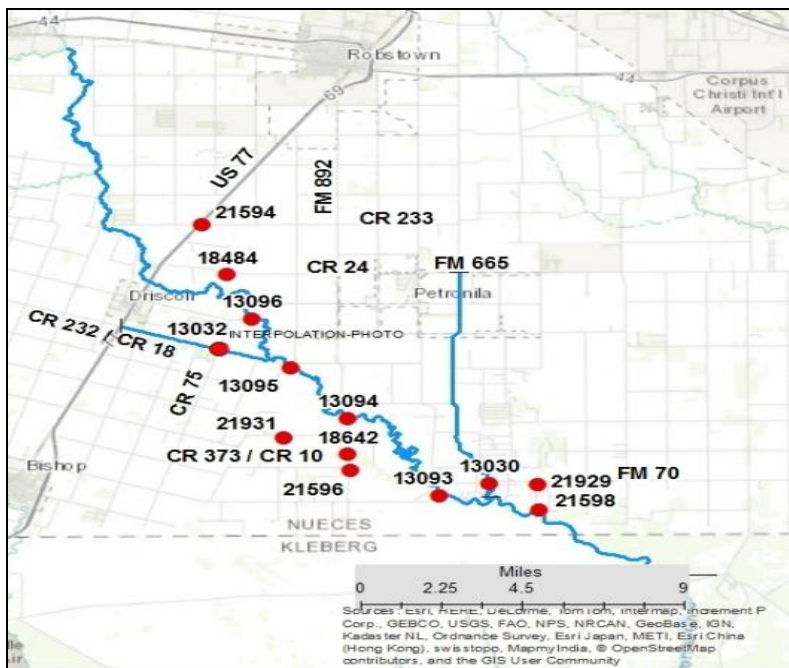 44
Robstown
69
44
Corpus
Christi Int'l
Airport
US 77
FM 892
21594
CR 233
18484
CR 24
FM 665
Driscoll
13096
Petronila
CR 232 / CR 18
13032
INTERPOLATION-PHOTO
CR 75
13095
13094
21931
18642
CR 373 / CR 10
Bishop
13093
13030
21929
FM 70
21596
21598
NUECES
KLEBERG
Miles
0 2.25 4.5 9
Sources: Esri, HERE, DeLorme, TomTom, Intermap, increment P
Corp., GEBCO, USGS, FAO, NPS, NRCAN, GeoBase, IGN,
Kadaster NL, Ordnance Survey, Esri Japan, METI, Esri China
(Hong Kong), swisstopo, MapmyIndia, © OpenStreetMap
contributors, and the GIS User Community